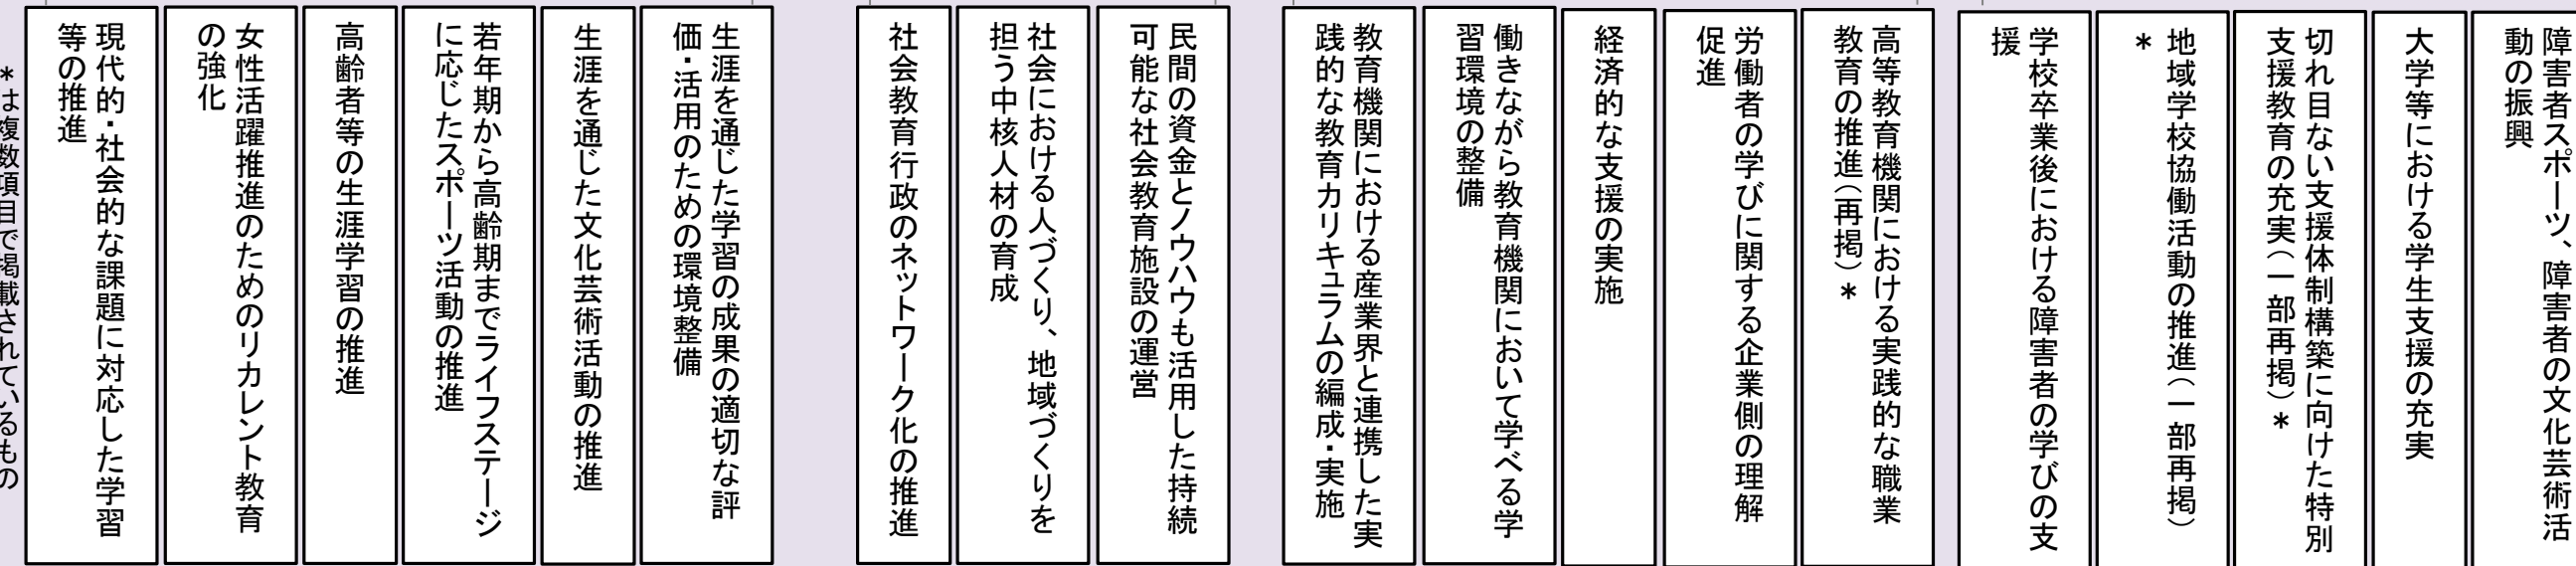 障害者スポーツ、障害者の文化芸術活
動の振興
大学等における学生支援の充実
切れ目ない支援体制構築に向けた特別
支援教育の充実（一部再掲）＊
地域学校協働活動の推進（一部再掲）
＊
学校卒業後における障害者の学びの支
援
高等教育機関における実践的な職業
教育の推進（再掲）＊
労働者の学びに関する企業側の理解
促進
経済的な支援の実施
働きながら教育機関において学べる学
習環境の整備
教育機関における産業界と連携した実
践的な教育カリキュラムの編成・実施
民間の資金とノウハウも活用した持続
可能な社会教育施設の運営
社会における人づくり、地域づくりを
担う中核人材の育成
社会教育行政のネットワーク化の推進
生涯を通じた学習の成果の適切な評
価・活用のための環境整備
生涯を通じた文化芸術活動の推進
若年期から高齢期までライフステージ
に応じたスポーツ活動の推進
高齢者等の生涯学習の推進
女性活躍推進のためのリカレント教育
の強化
現代的・社会的な課題に対応した学習
等の推進
＊は複数項目で掲載されているもの